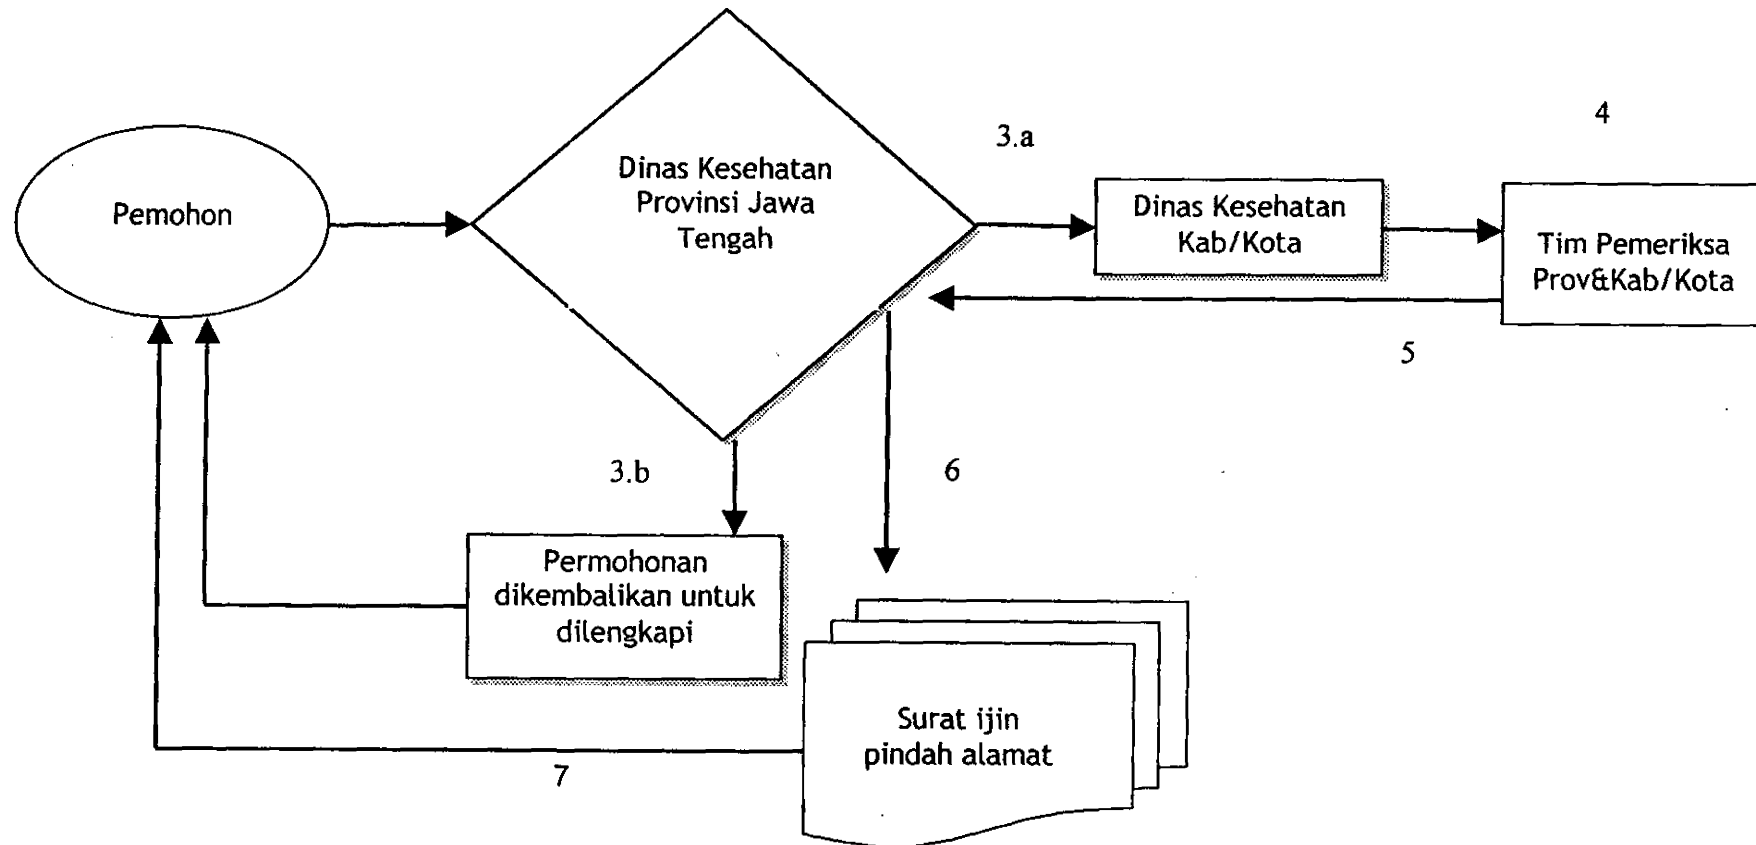 Pemohon
Dinas Kesehatan
Provinsi Jawa
Tengah
3.a
Dinas Kesehatan
Kab/Kota
4
Tim Pemeriksa
Prov&Kab/Kota
5
3.b
6
Permohonan
dikembalikan untuk
dilengkapi
Surat ijin
pindah alamat
7